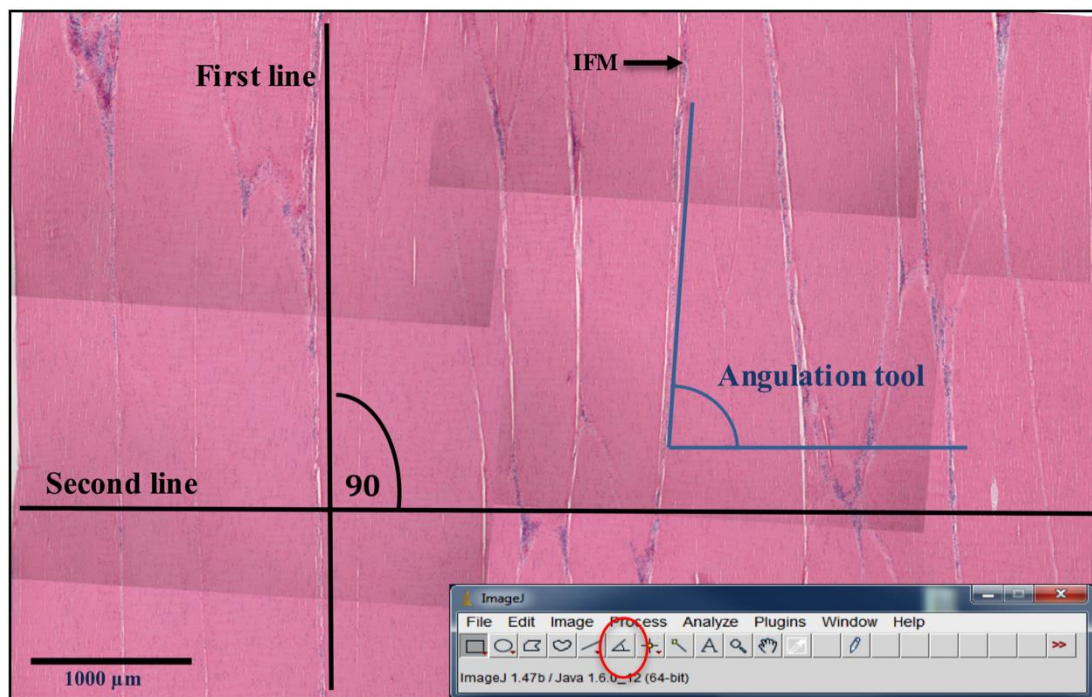 IFM
First line
Angulation tool
Second line
90
1000 µm
ImageJ
File Edit Image Process Analyze Plugins Window Help
A >>
ImageJ 1.47b / Java 1.6.0_12 (64-bit)